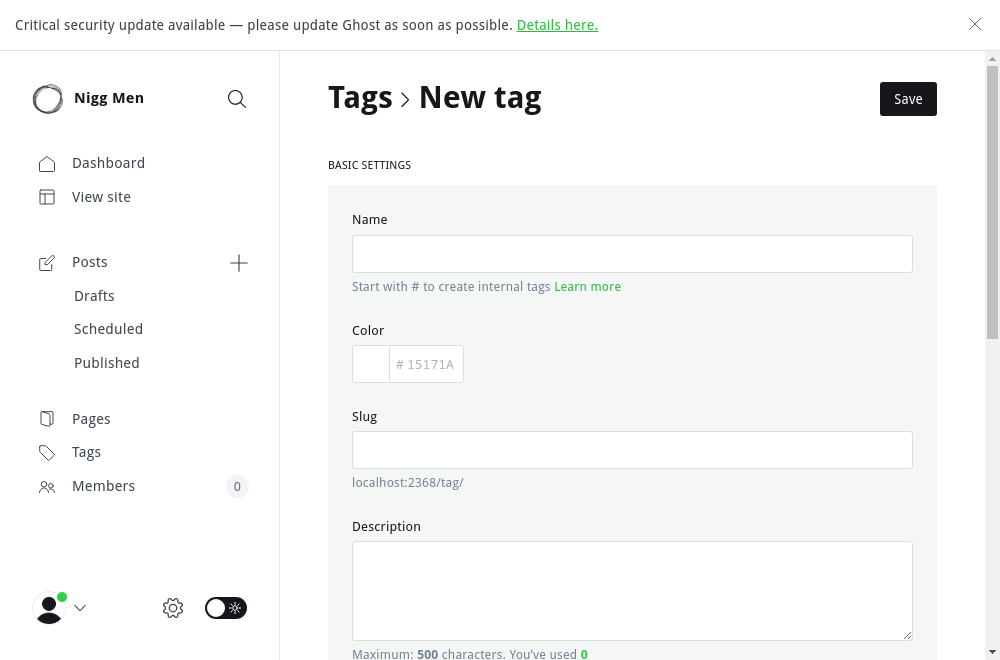 Critical security update available — please update Ghost as soon as possible. Details here.
Nigg Men
Dashboard
View site
Posts
Drafts
Scheduled
Published
Pages
Tags
Members 0
Tags > New tag
Save
BASIC SETTINGS
Name
Start with # to create internal tags Learn more
Color
# 15171A
Slug
localhost:2368/tag/
Description
Maximum: 500 characters. You've used 0